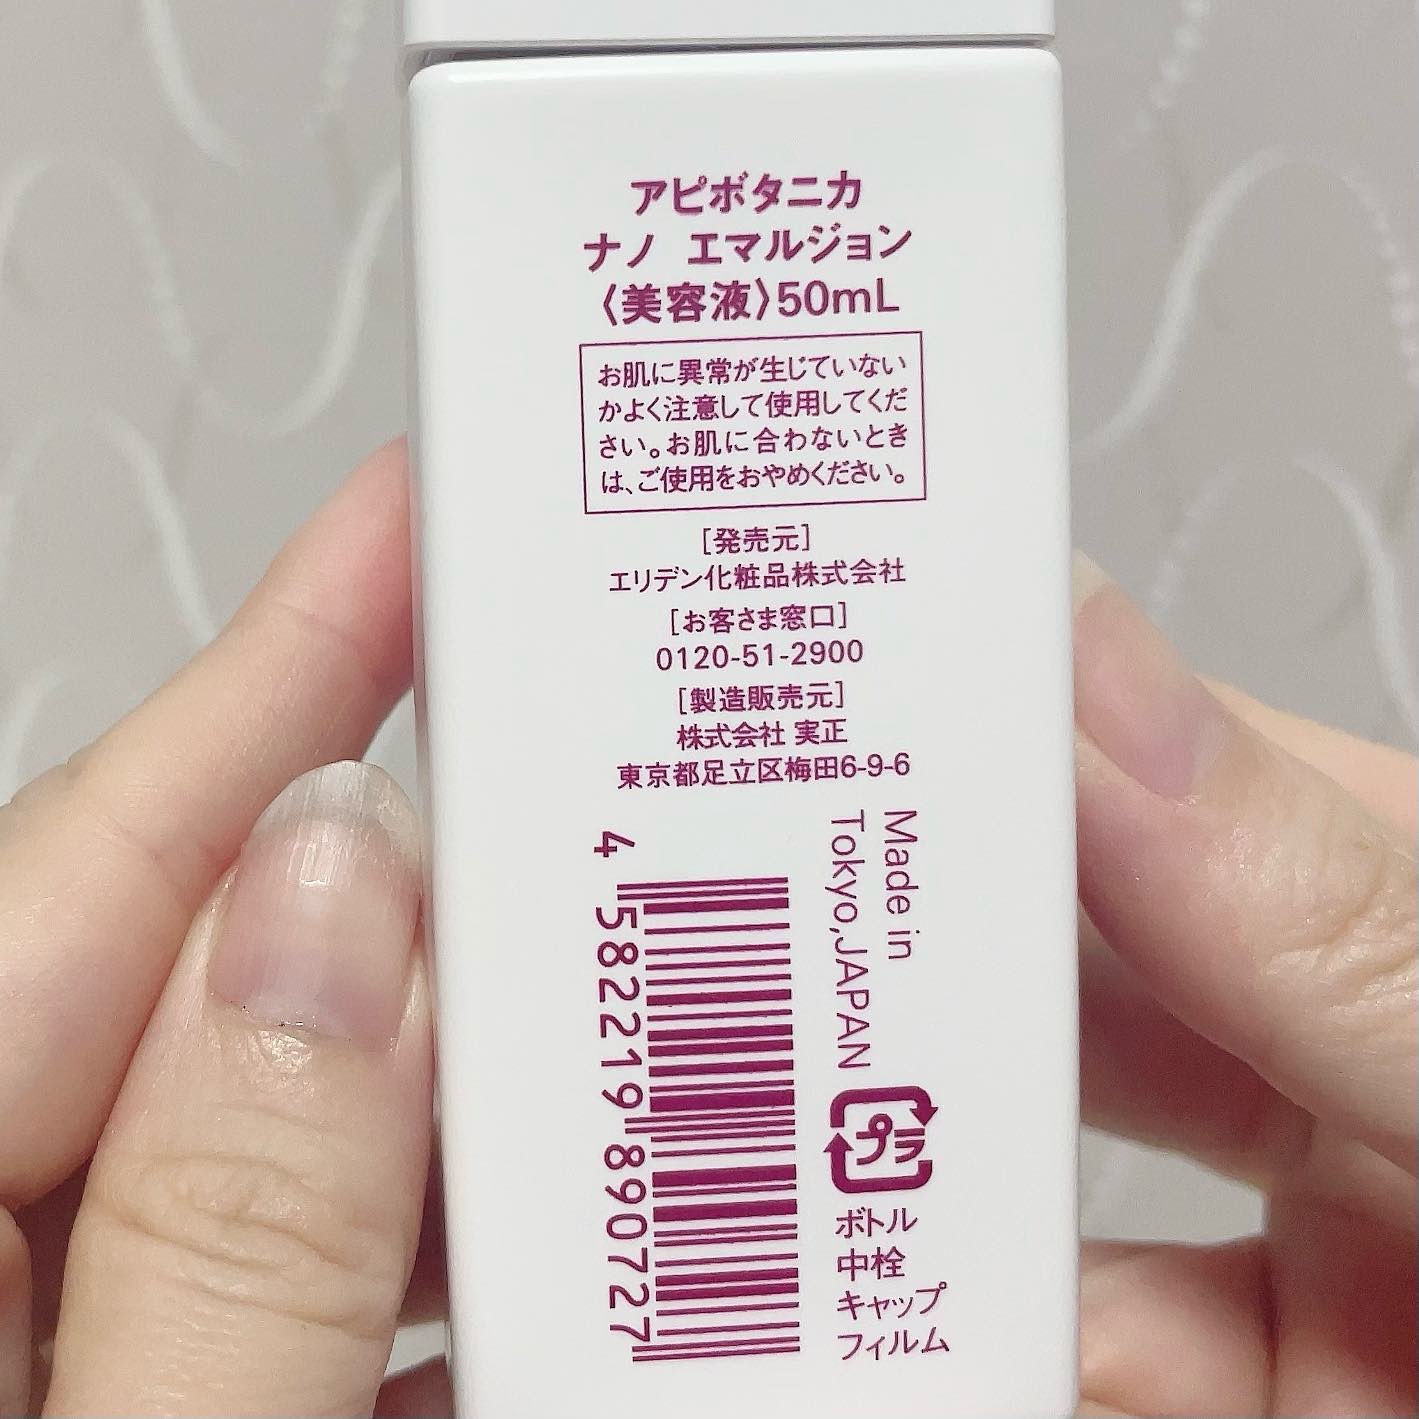 アピボタニカ
ナノ エマルジョン
〈美容液〉50mL
お肌に異常が生じていない
かよく注意して使用してくだ
さい。お肌に合わないとき
は、ご使用をおやめください。
[発売元]
エリデン化粧品株式会社
[お客さま窓口]
0120-51-2900
[製造販売元]
株式会社 実正
東京都足立区梅田6-9-6
Made in
Tokyo,JAPAN
4 582219 890727
プラ
ボトル
中栓
キャップ
フィルム